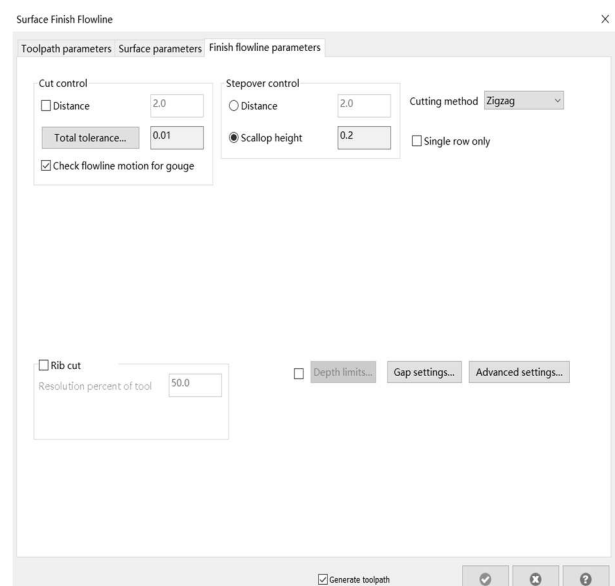 Surface Finish Flowline
Toolpath parameters Surface parameters Finish flowline parameters
Cut control
Distance 2.0
Total tolerance... 0.01
Check flowline motion for gouge
Stepover control
Distance 2.0
Scallop height 0.2
Cutting method Zigzag
Single row only
Rib cut
Resolution percent of tool 50.0
Depth limits... Gap settings... Advanced settings...
Generate toolpath